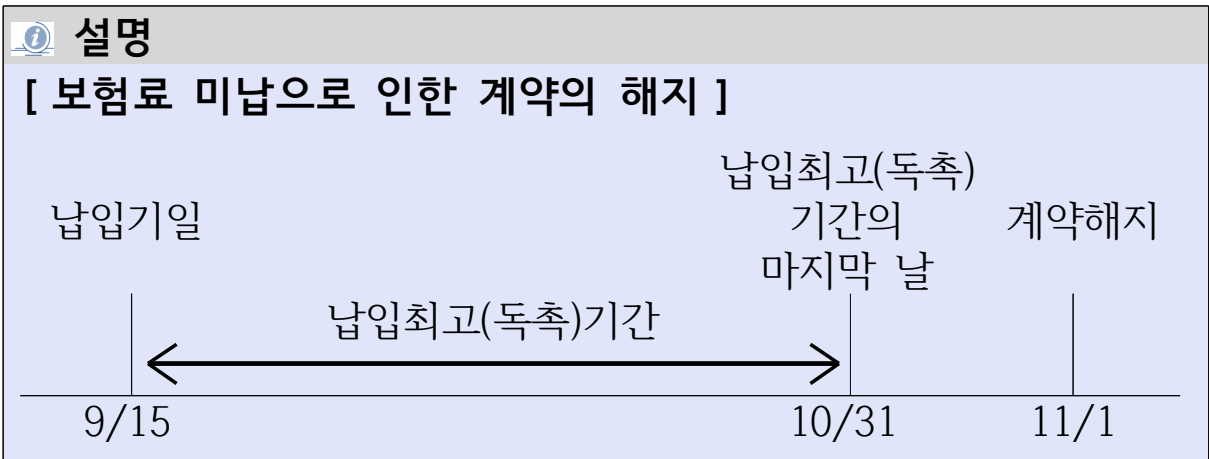 설명
[ 보험료 미납으로 인한 계약의 해지 ]
납입기일
납입최고(독촉)
기간의
마지막 날
계약해지
납입최고(독촉)기간
9/15
10/31
11/1